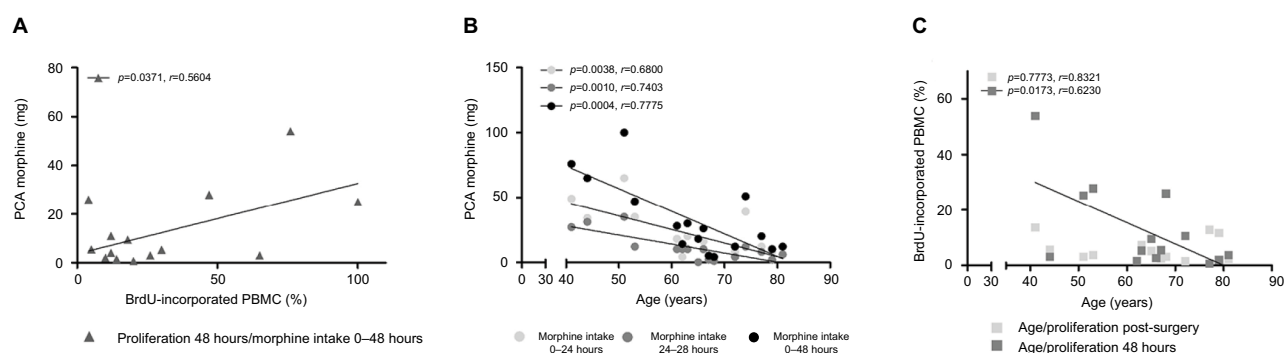 A
80
60
40
20
0
0
50
100
PCA morphine (mg)
BrdU-incorporated PBMC (%)
p=0.0371, r=0.5604
Proliferation 48 hours/morphine intake 0–48 hours
B
150
100
50
0
0
30
40
50
60
70
80
90
PCA morphine (mg)
Age (years)
p=0.0038, r=0.6800
p=0.0010, r=0.7403
p=0.0004, r=0.7775
Morphine intake
0–24 hours
Morphine intake
24–28 hours
Morphine intake
0–48 hours
C
60
40
20
0
0
30
40
50
60
70
80
90
BrdU-incorporated PBMC (%)
Age (years)
p=0.7773, r=0.8321
p=0.0173, r=0.6230
Age/proliferation post-surgery
Age/proliferation 48 hours